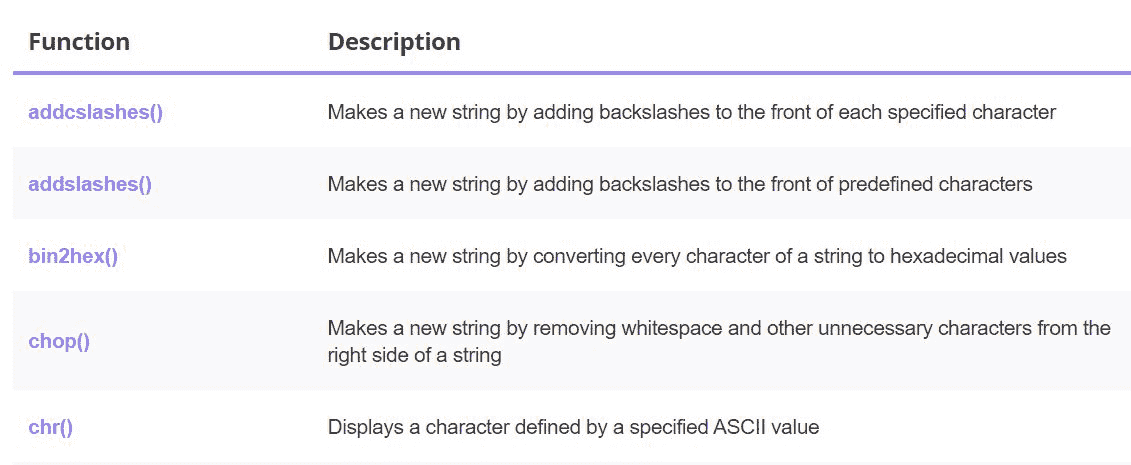 Function Description
addcslashes() Makes a new string by adding backslashes to the front of each specified character
addslashes() Makes a new string by adding backslashes to the front of predefined characters
bin2hex() Makes a new string by converting every character of a string to hexadecimal values
chop() Makes a new string by removing whitespace and other unnecessary characters from the
right side of a string
chr() Displays a character defined by a specified ASCII value